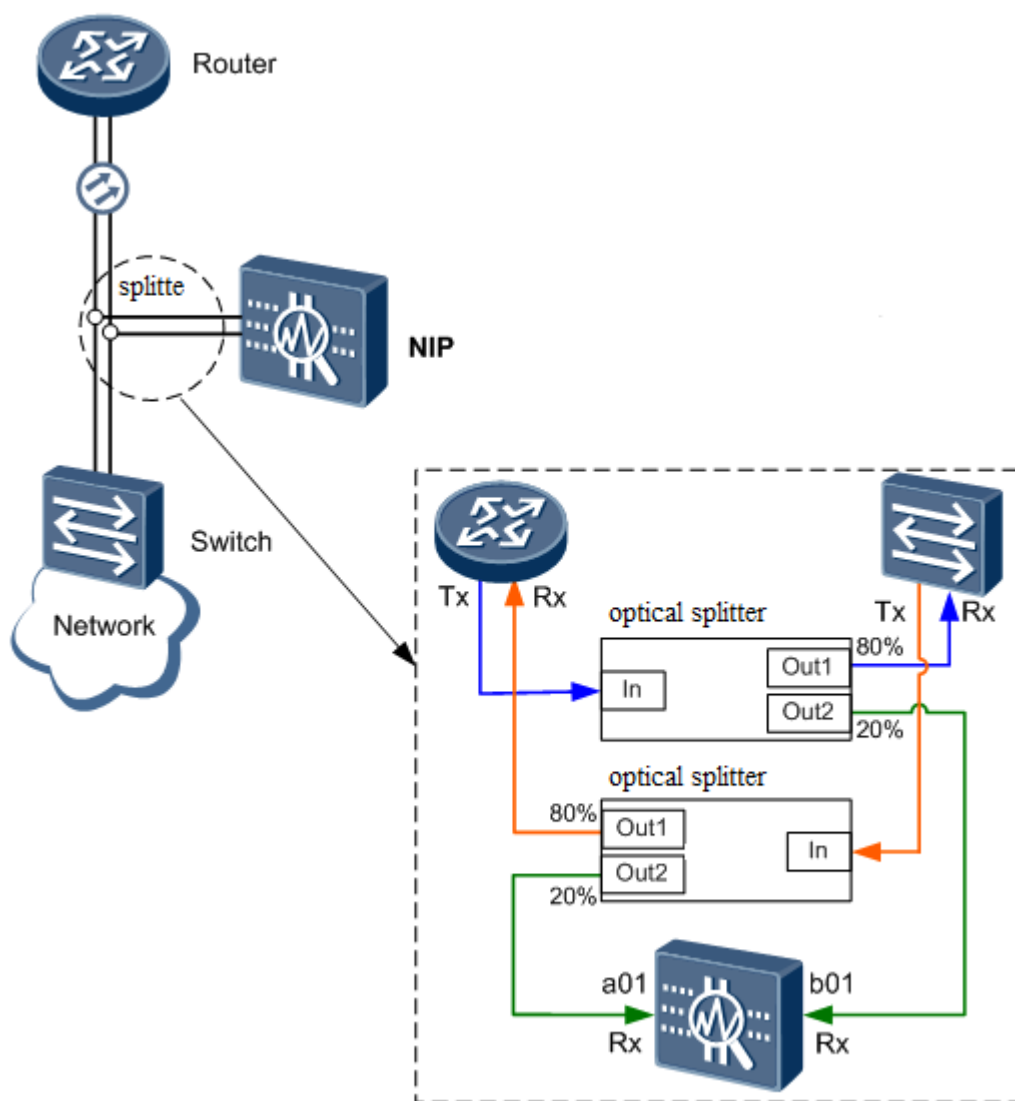 Router
splitte
NIP
Switch
Network
Tx
Rx
optical splitter
Tx
Rx
In
Out1
80%
Out2
20%
optical splitter
80%
Out1
Out2
20%
In
a01
b01
Rx
Rx